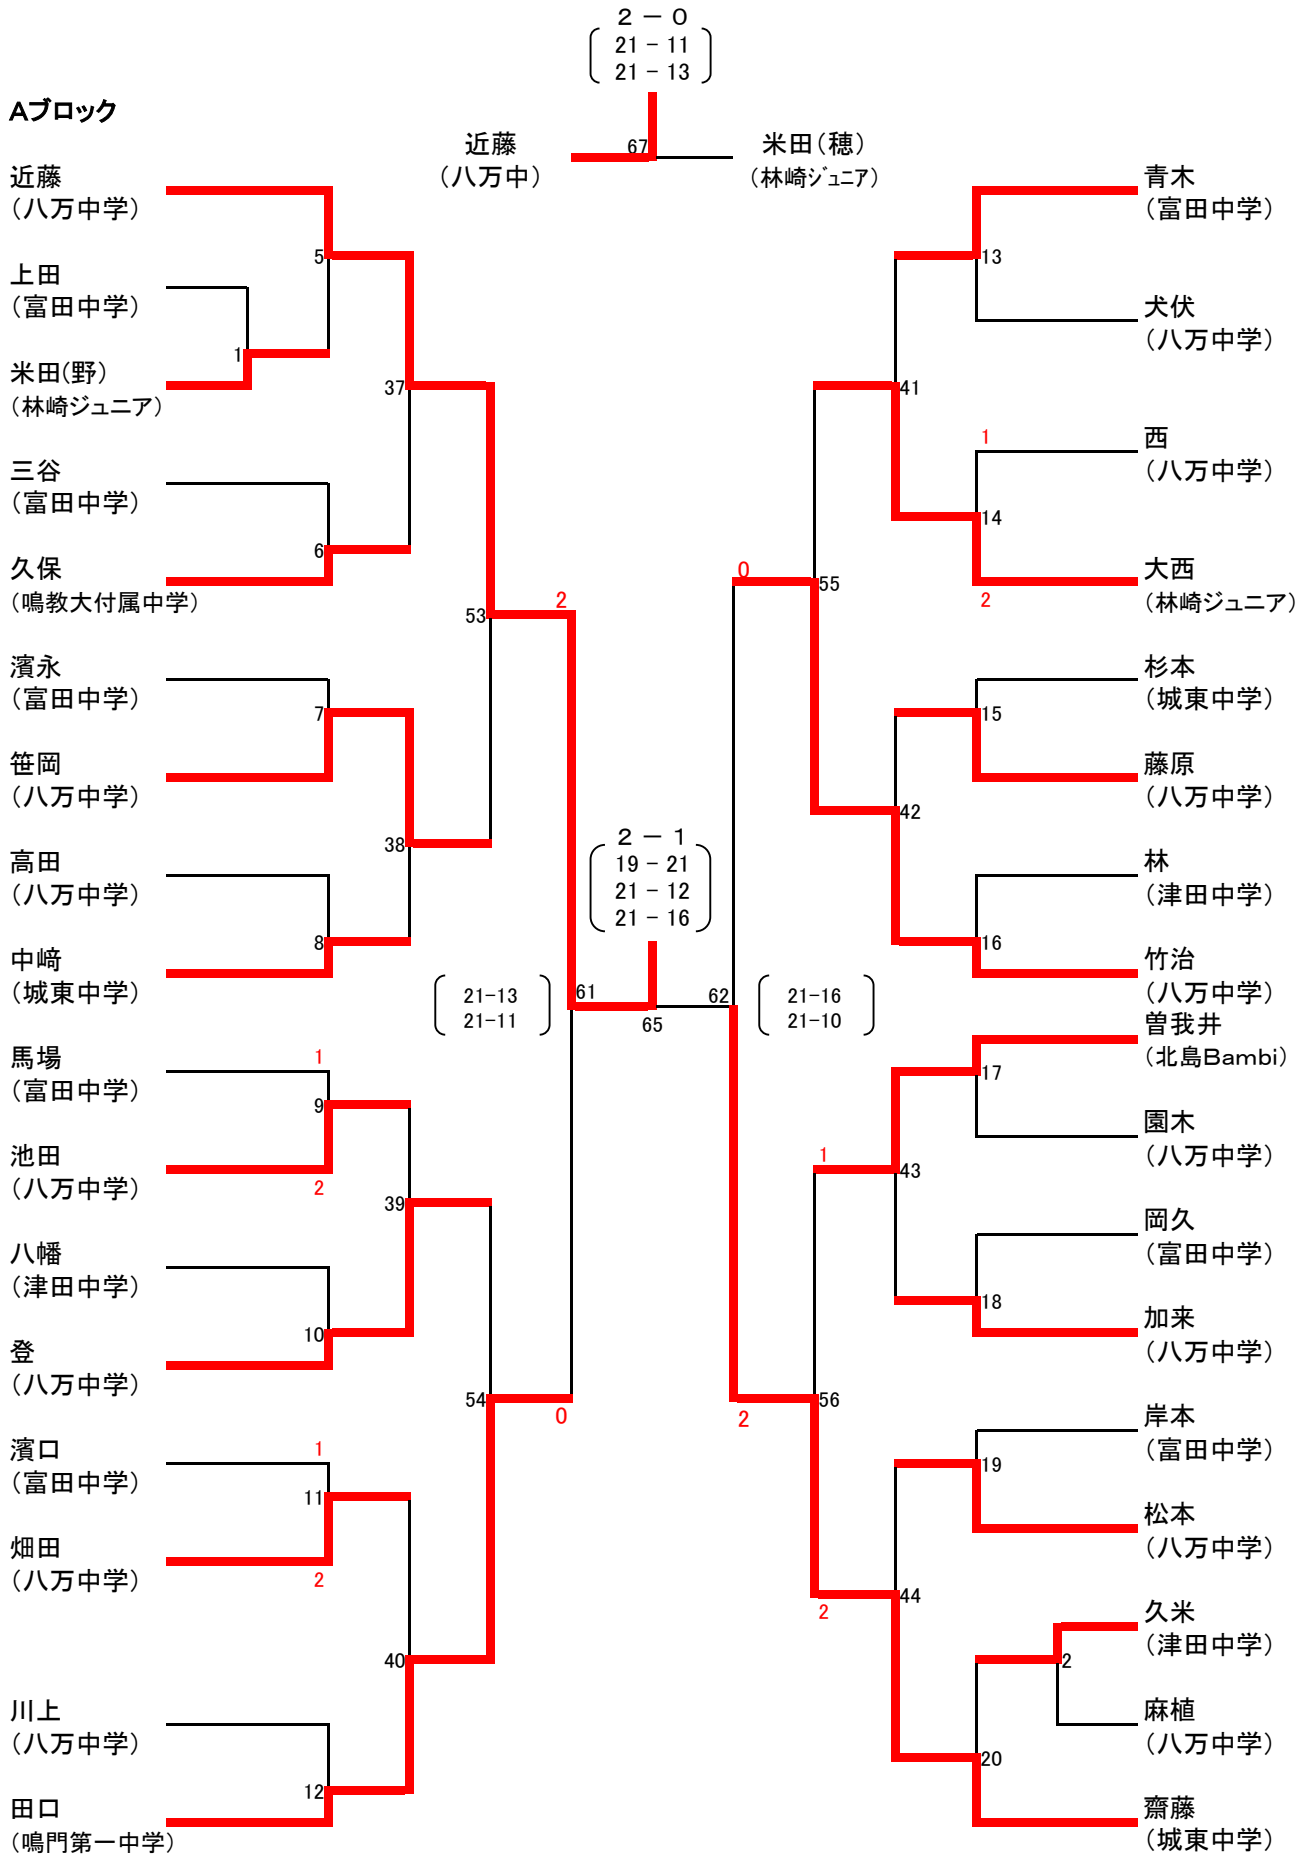 2 － 0
21 － 11
21 － 13
Aブロック
近藤
（八万中）
67
米田（穂）
（林崎ジュニア）
近藤
（八万中学）
5
上田
（富田中学）
1
米田(野)
（林崎ジュニア）
37
三谷
（富田中学）
6
久保
（鳴教大付属中学）
53
2
濱永
（富田中学）
7
笹岡
（八万中学）
38
高田
（八万中学）
8
中﨑
（城東中学）
馬場
（富田中学）
1
9
池田
（八万中学）
2
39
八幡
（津田中学）
10
登
（八万中学）
54
0
濱口
（富田中学）
1
11
畑田
（八万中学）
2
40
川上
（八万中学）
12
田口
（鳴門第一中学）
2 － 1
19 － 21
21 － 12
21 － 16
21-13
21-11
61
65
62
21-16
21-10
青木
（富田中学）
13
犬伏
（八万中学）
41
1
西
（八万中学）
14
大西
（林崎ジュニア）
2
0
55
杉本
（城東中学）
15
藤原
（八万中学）
42
林
（津田中学）
16
竹治
（八万中学）
曽我井
（北島Bambi）
17
園木
（八万中学）
1
43
岡久
（富田中学）
18
加来
（八万中学）
2
56
岸本
（富田中学）
19
松本
（八万中学）
2
44
久米
（津田中学）
2
麻植
（八万中学）
20
齋藤
（城東中学）